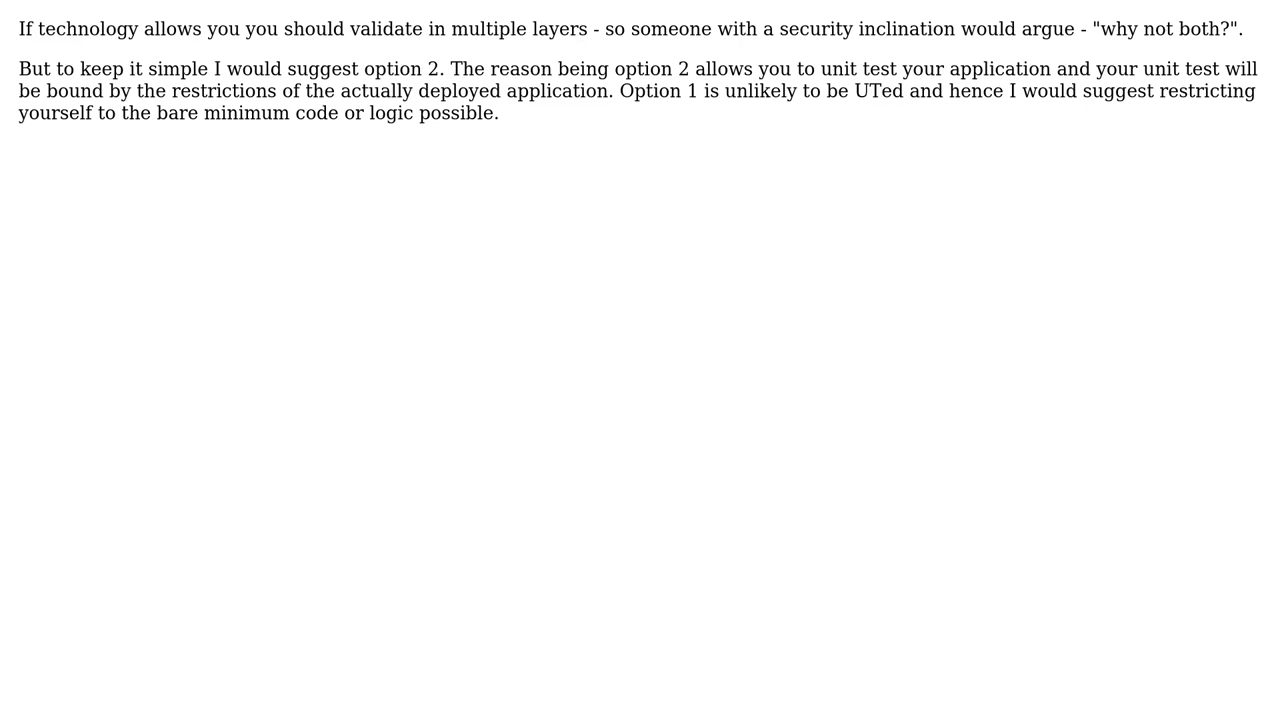 If technology allows you you should validate in multiple layers - so someone with a security inclination would argue - "why not both?".
But to keep it simple I would suggest option 2. The reason being option 2 allows you to unit test your application and your unit test will
be bound by the restrictions of the actually deployed application. Option 1 is unlikely to be UTed and hence I would suggest restricting
yourself to the bare minimum code or logic possible.